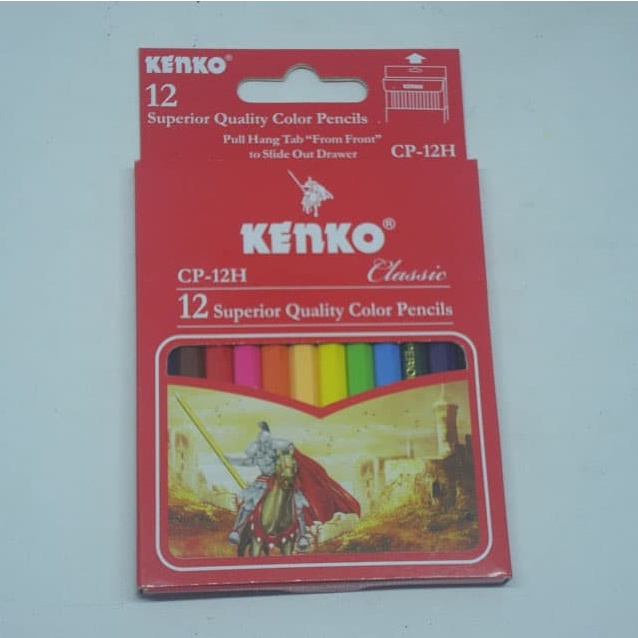 KENKO®
12
Superior Quality Color Pencils
Pull Hang Tab "From Front"
to Slide Out Drawer
CP-12H
KENKO
KENKO®
CP-12H Classic
12 Superior Quality Color Pencils